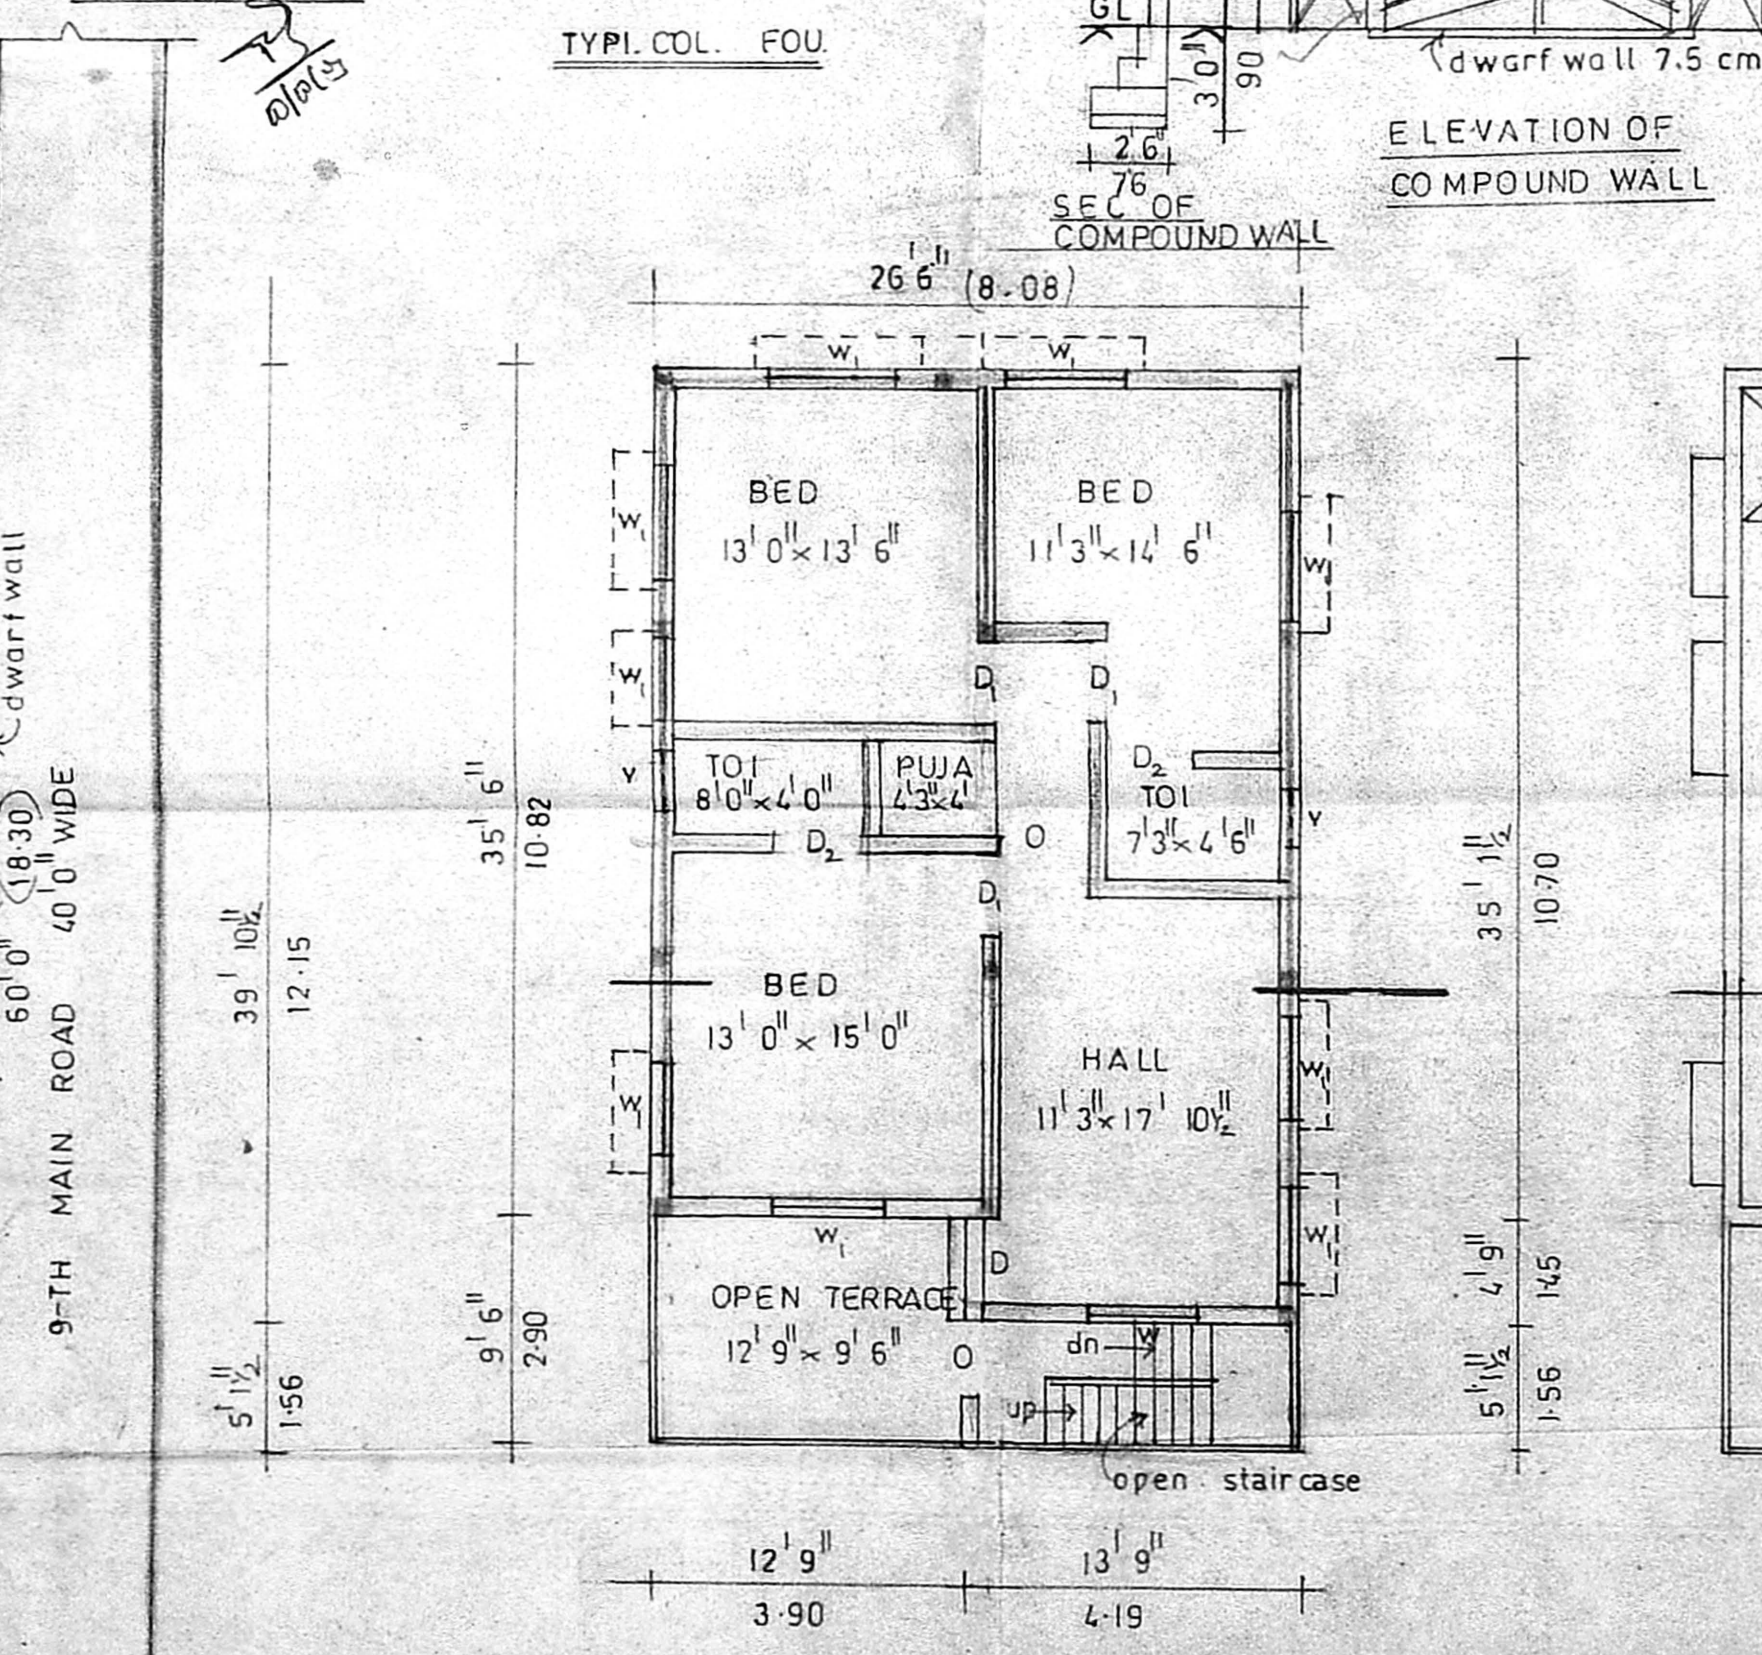 TYPI. COL. FOU.
GL
3'0"
90
dwarf wall 7.5 cm
ELEVATION OF
COMPOUND WALL
2'6"
76
SEC OF
COMPOUND WALL
26'6" (8.08)
W1 W1
BED
13'0" x 13'6"
BED
11'3" x 14'6"
W1
W1
W1
D1 D1
V
TOI
8'0" x 4'0"
PUJA
4'3" x 4'
D2
TOI
7'3" x 4'6"
V
D2
O
D1
BED
13'0" x 15'0"
HALL
11'3" x 17' 10½"
W1
W1
W1
W1
D
OPEN TERRACE
12'9" x 9'6"
O
dn
W
up
open staircase
12'9"
3.90
13'9"
4.19
dwarf wall
60'0" (18.30)
9-TH MAIN ROAD 40'0" WIDE
39' 10½"
12.15
5' 1½"
1.56
35' 6"
10.82
9' 6"
2.90
35' 1½"
10.70
4' 9"
1.45
5' 1½"
1.56